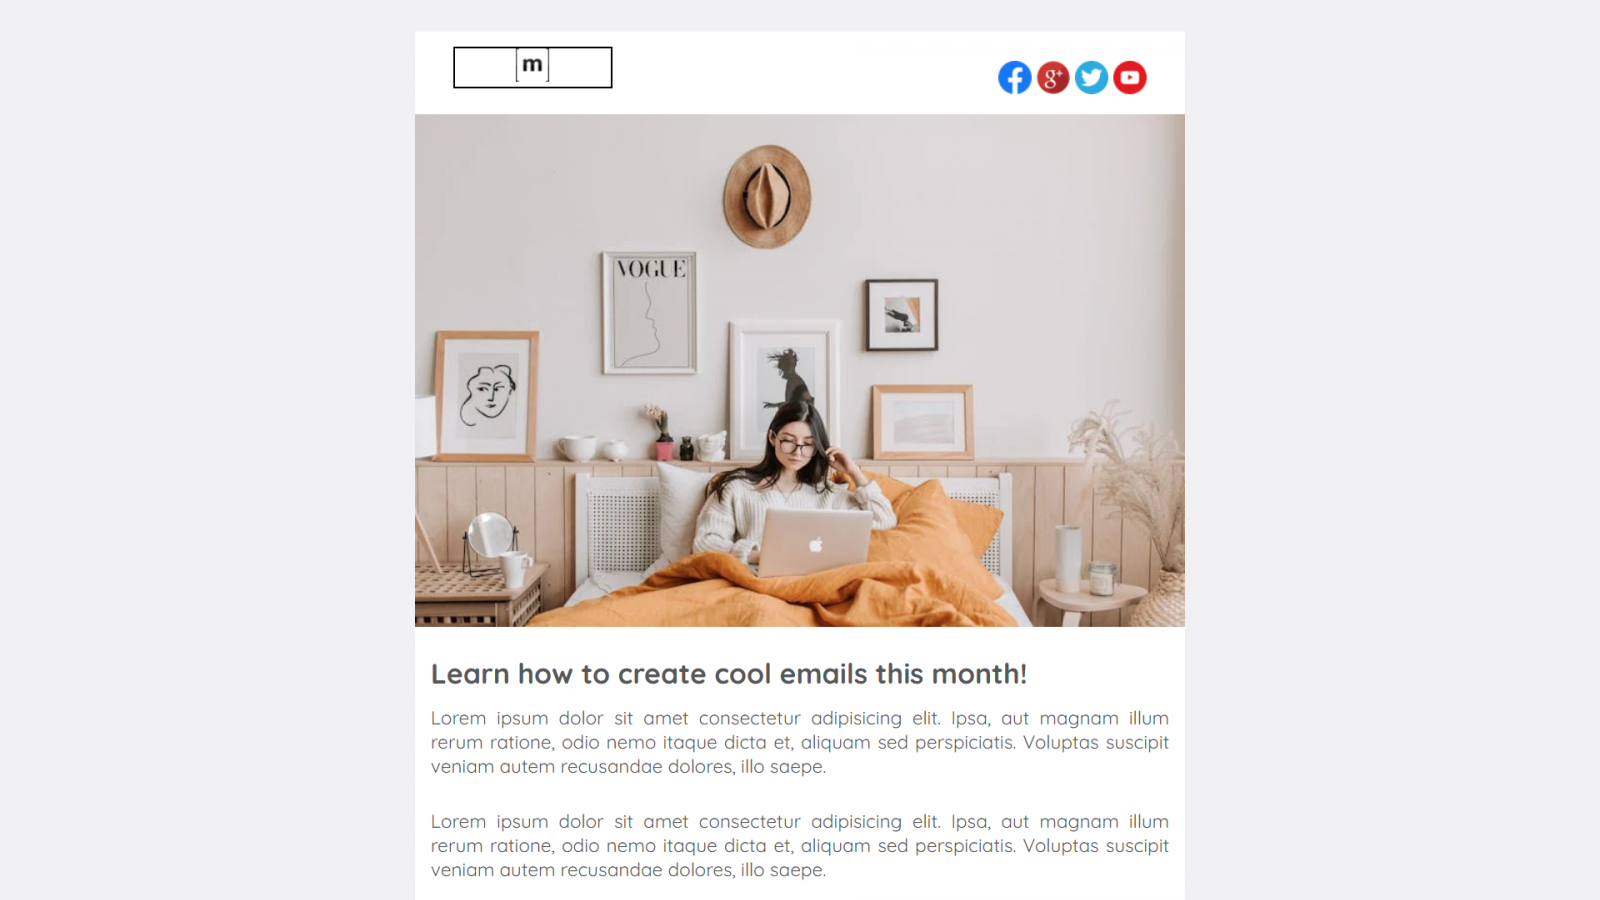 m
f g+
VOGUE
Learn how to create cool emails this month!
Lorem ipsum dolor sit amet consectetur adipisicing elit. Ipsa, aut magnam illum
rerum ratione, odio nemo itaque dicta et, aliquam sed perspiciatis. Voluptas suscipit
veniam autem recusandae dolores, illo saepe.
Lorem ipsum dolor sit amet consectetur adipisicing elit. Ipsa, aut magnam illum
rerum ratione, odio nemo itaque dicta et, aliquam sed perspiciatis. Voluptas suscipit
veniam autem recusandae dolores, illo saepe.